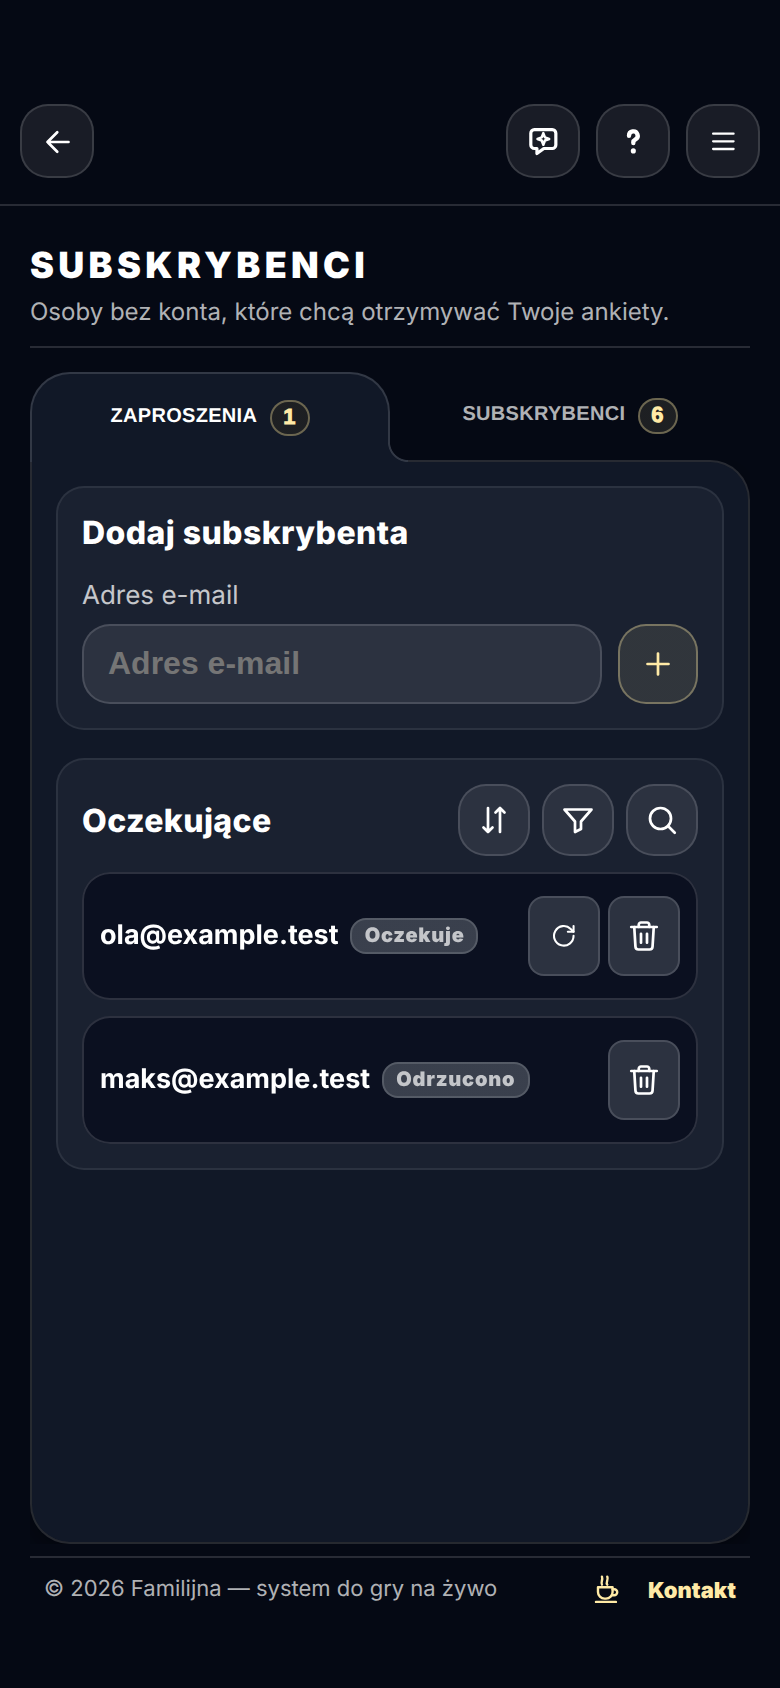 ?
SUBSKRYBENCI
Osoby bez konta, które chcą otrzymywać Twoje ankiety.
ZAPROSZENIA 1
SUBSKRYBENCI 6
Dodaj subskrybenta
Adres e-mail
Adres e-mail
Oczekujące
ola@example.test Oczekuje
maks@example.test Odrzucono
© 2026 Familijna — system do gry na żywo
Kontakt